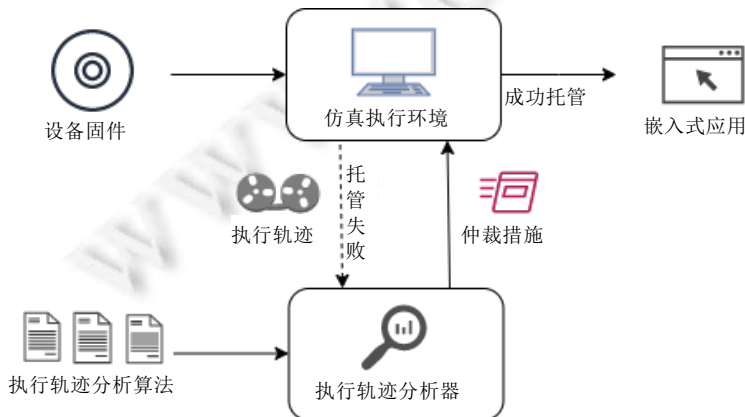 设备固件
仿真执行环境
成功托管
嵌入式应用
执行轨迹
托管失败
仲裁措施
执行轨迹分析算法
执行轨迹分析器